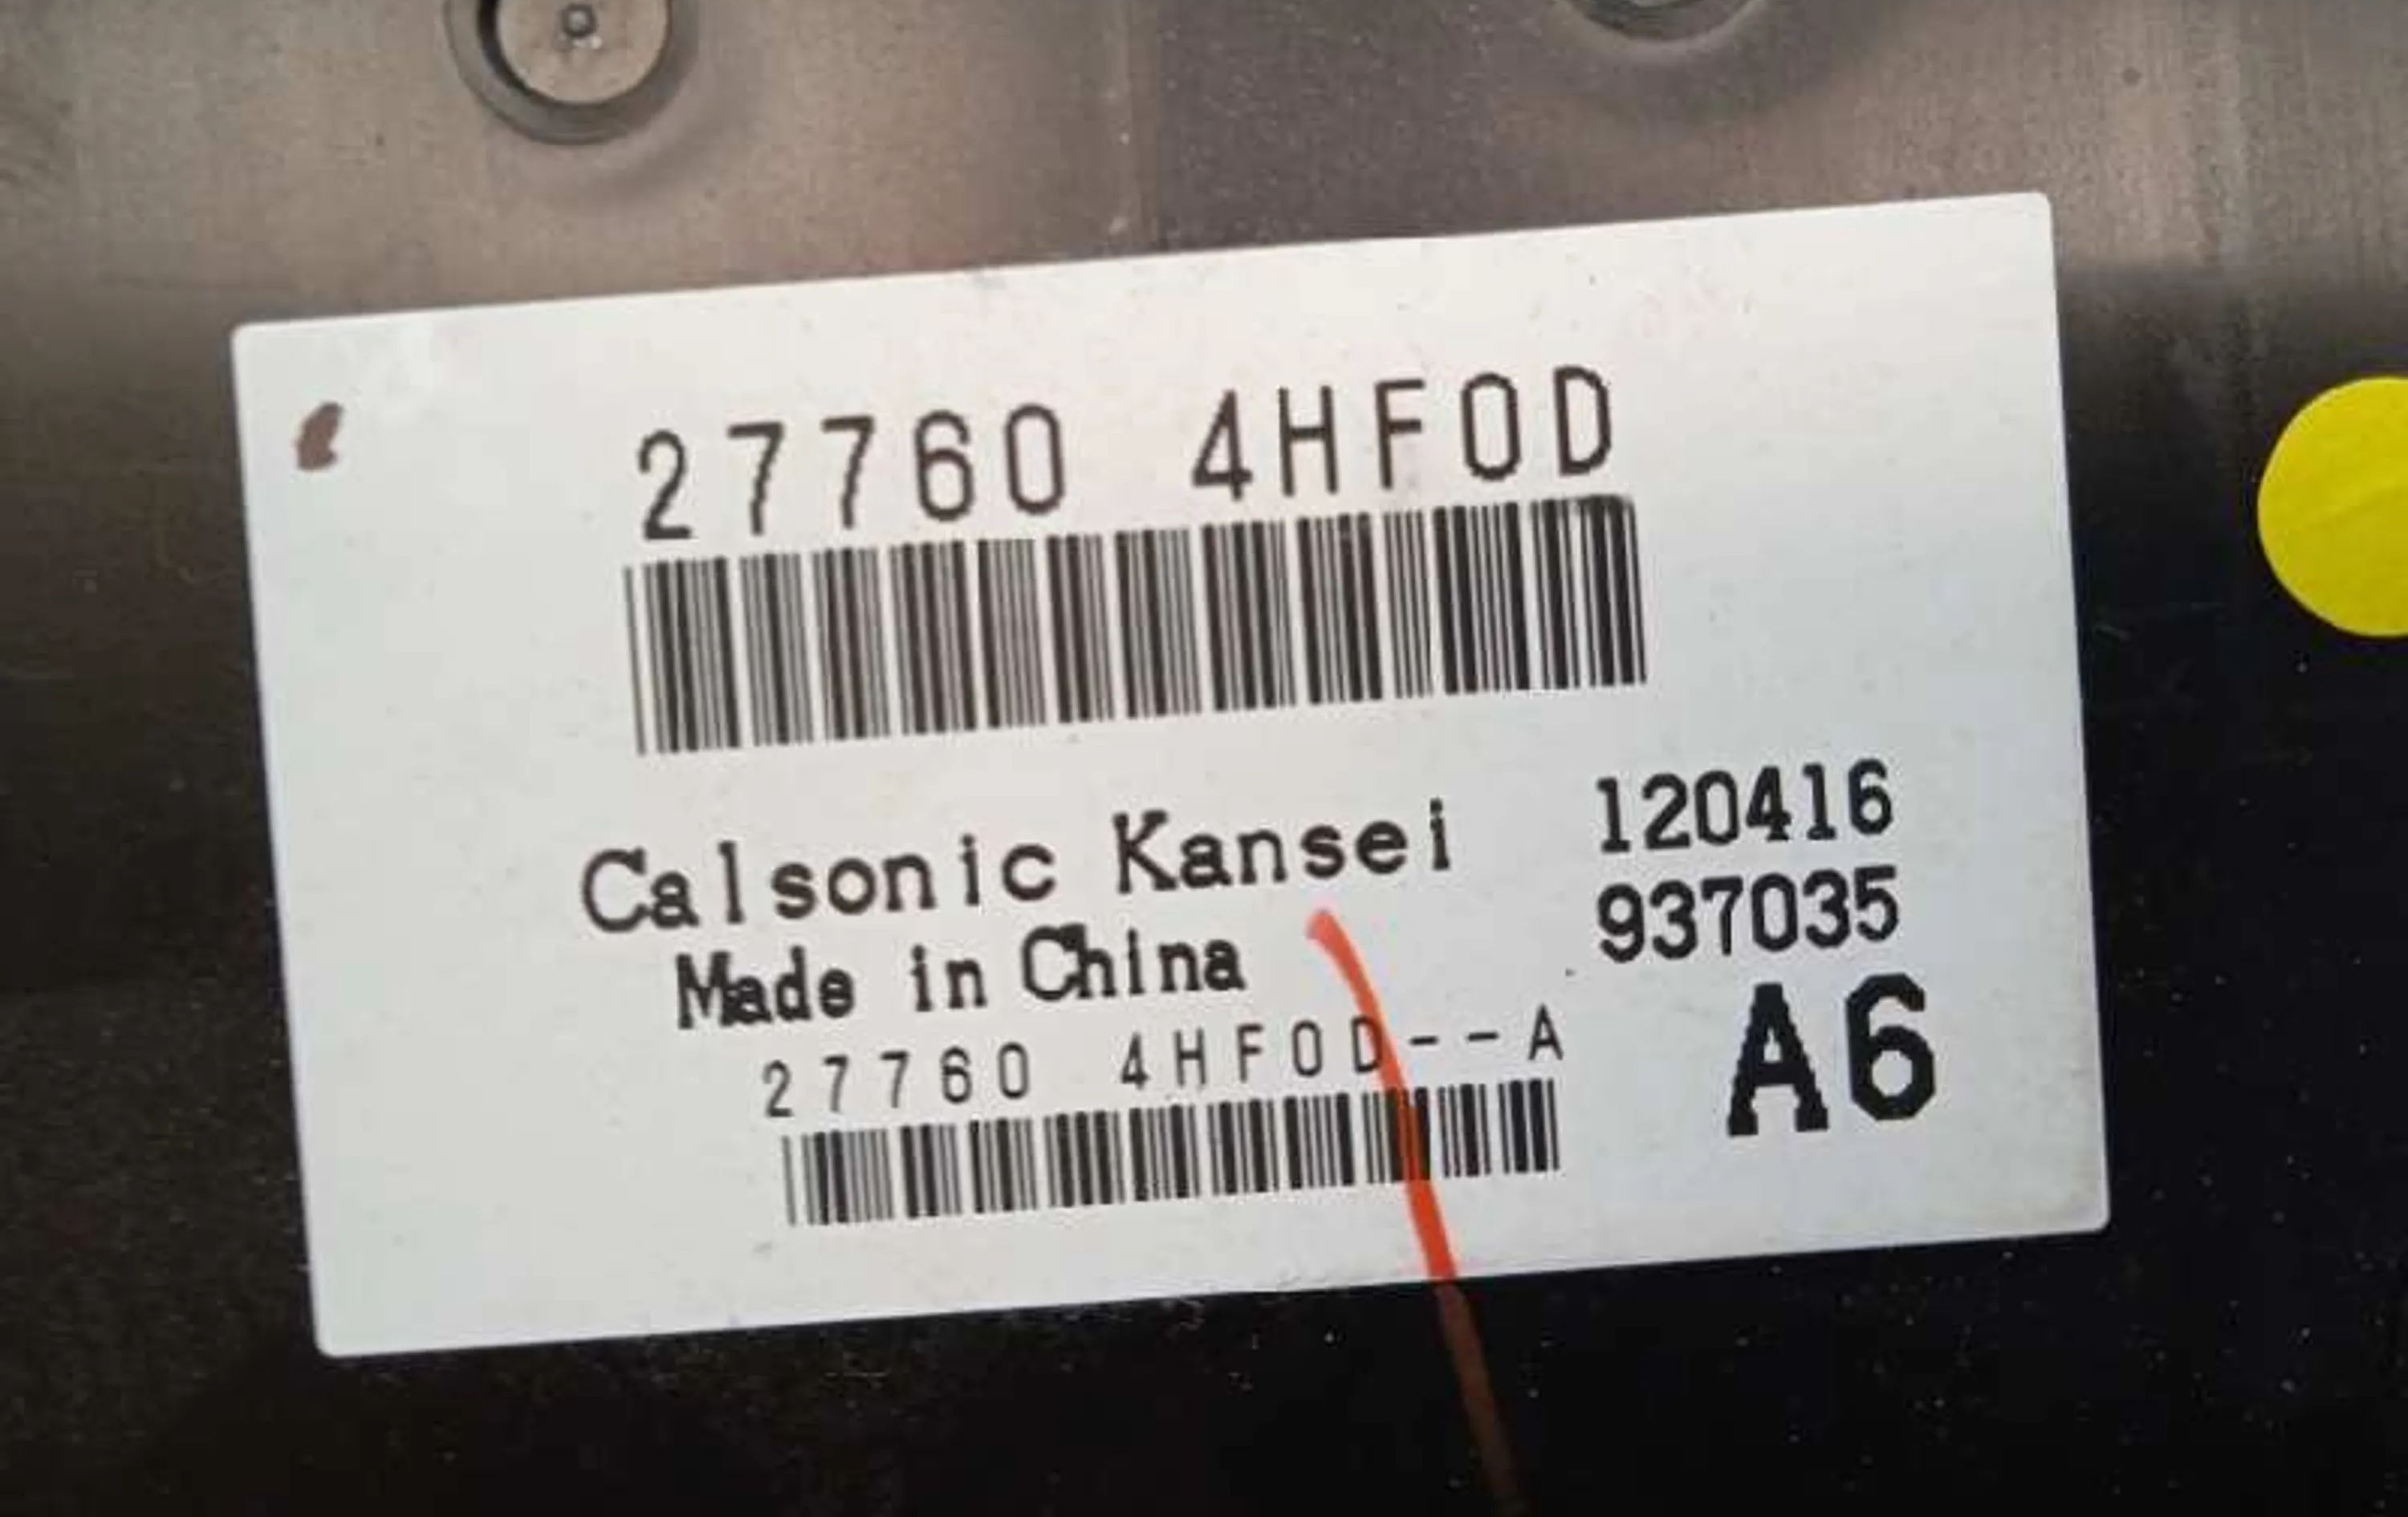 27760 4HF0D
Calsonic Kansei
120416
Made in China
937035
27760 4HF0D--A
A6